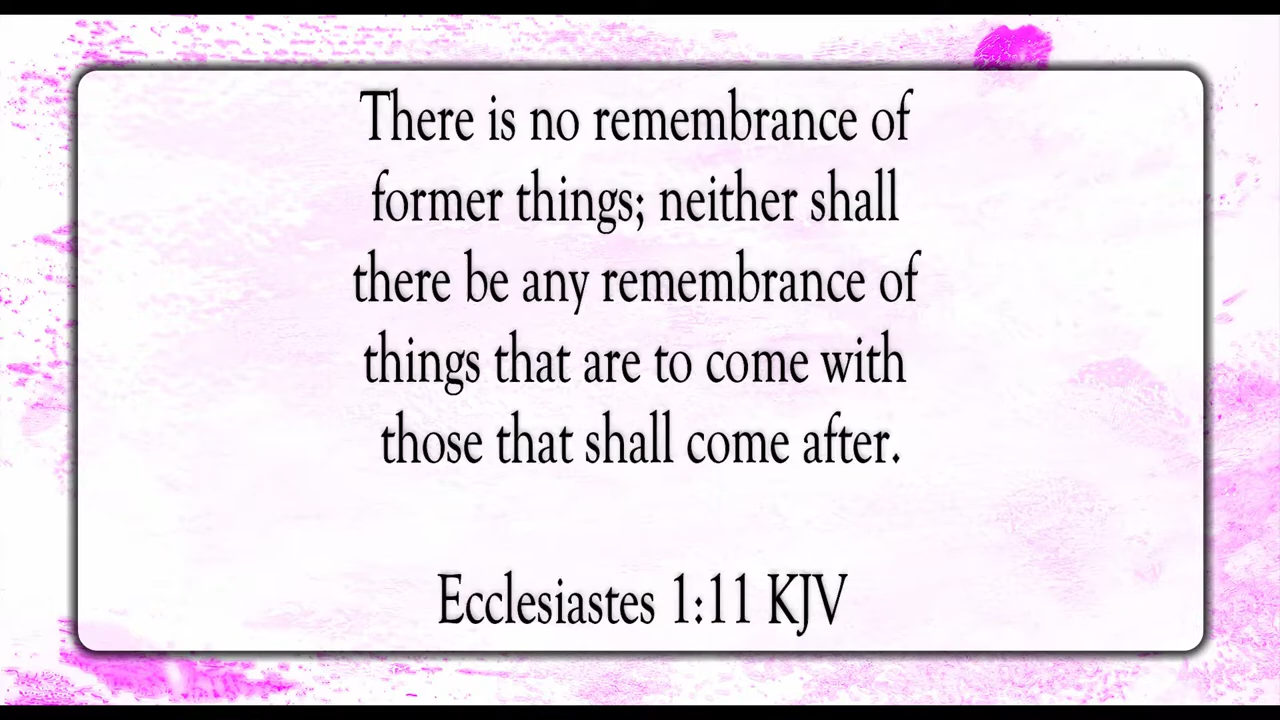 There is no remembrance of
former things; neither shall
there be any remembrance of
things that are to come with
those that shall come after.
Ecclesiastes 1:11 KJV